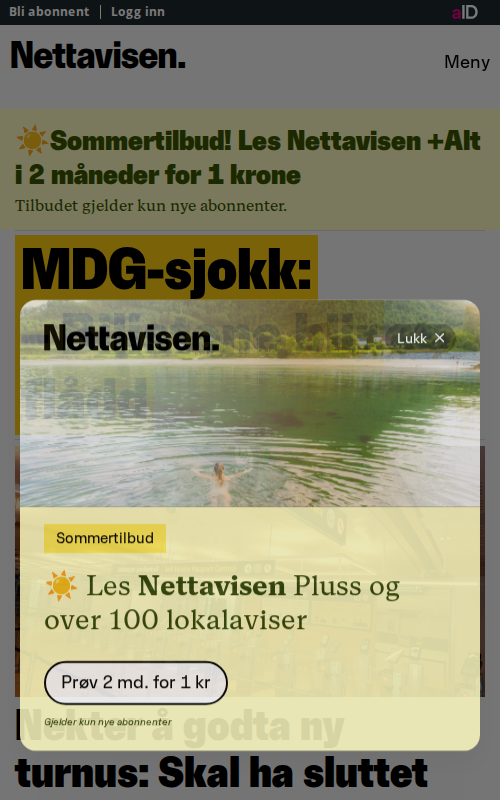 Bli abonnent
Logg inn
aID
Nettavisen.
Meny
Sommertilbud! Les Nettavisen +Alt
i 2 måneder for 1 krone
Tilbudet gjelder kun nye abonnenter.
MDG-sjokk:
flådd
Nettavisen.
Lukk
Sommertilbud
Les Nettavisen Pluss og
over 100 lokalaviser
Prøv 2 md. for 1 kr
Gjelder kun nye abonnenter
Nekter å godta ny
turnus: Skal ha sluttet